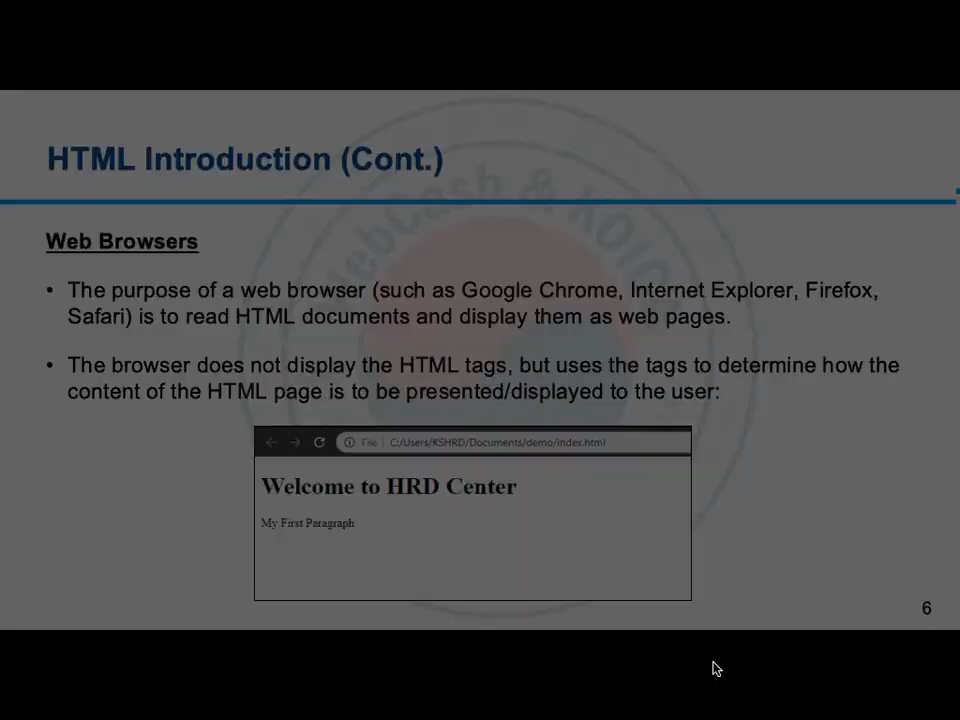 HTML Introduction (Cont.)
Web Browsers
• The purpose of a web browser (such as Google Chrome, Internet Explorer, Firefox,
Safari) is to read HTML documents and display them as web pages.
• The browser does not display the HTML tags, but uses the tags to determine how the
content of the HTML page is to be presented/displayed to the user:
File | C:/Users/KSHRD/Documents/demo/index.html
Welcome to HRD Center
My First Paragraph
6
WebCash & KOICA